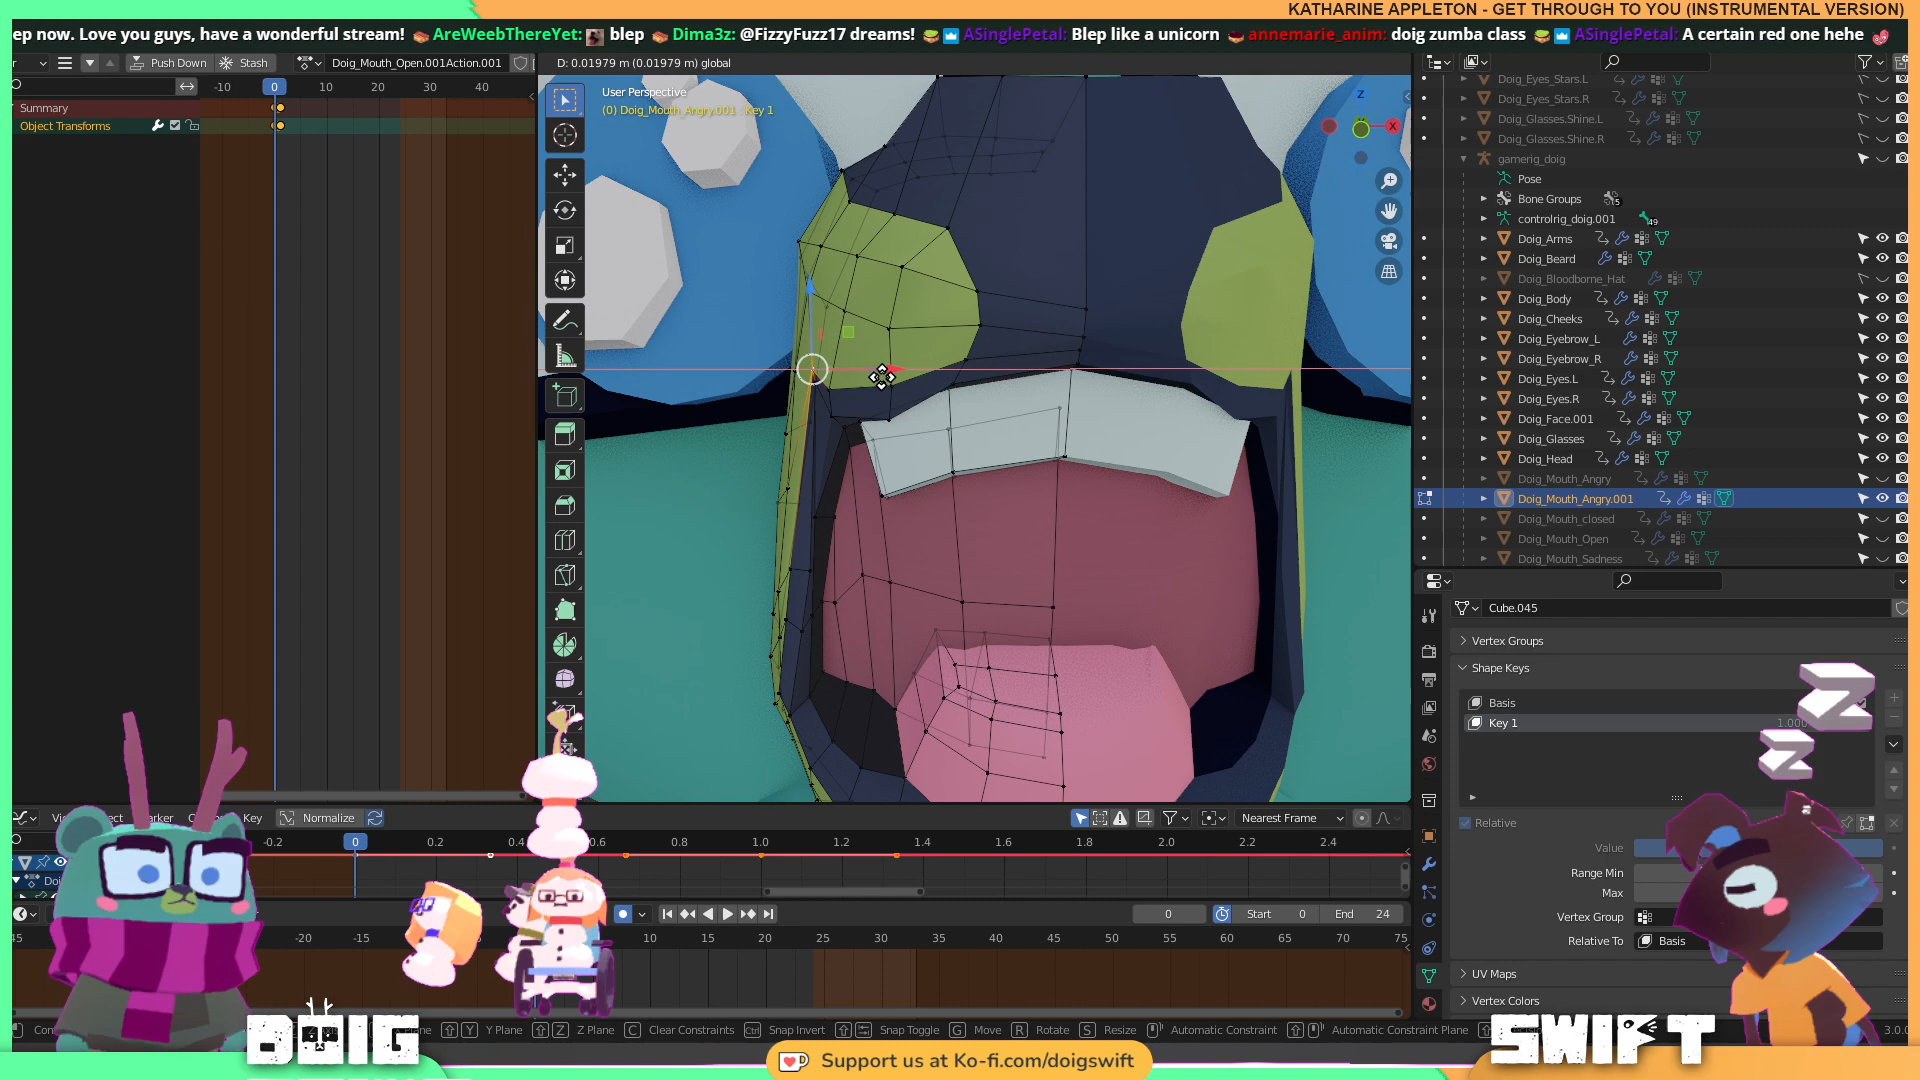 KATHARINE APPLETON - GET THROUGH TO YOU (INSTRUMENTAL VERSION)
ep now. Love you guys, have a wonderful stream! AreWeebThereYet: blep Dima3z: @FizzyFuzz17 dreams! ASinglePetal: Blep like a unicorn annemarie_anim: doig zumba class ASinglePetal: A certain red one hehe
Push Down Stash Doig_Mouth_Open.001Action.001 D: 0.01979 m (0.01979 m) global
-10 0 10 20 30 40
Summary
Object Transforms
User Perspective
(0) Doig_Mouth_Angry.001 : Key 1
Z
X
Doig_Eyes_Stars.L
Doig_Eyes_Stars.R
Doig_Glasses.Shine.L
Doig_Glasses.Shine.R
gamerig_doig
Pose
Bone Groups 5
controlrig_doig.001 49
Doig_Arms
Doig_Beard
Doig_Bloodborne_Hat
Doig_Body
Doig_Cheeks
Doig_Eyebrow_L
Doig_Eyebrow_R
Doig_Eyes.L
Doig_Eyes.R
Doig_Face.001
Doig_Glasses
Doig_Head
Doig_Mouth_Angry
Doig_Mouth_Angry.001
Doig_Mouth_closed
Doig_Mouth_Open
Doig_Mouth_Sadness
Cube.045
Vertex Groups
Shape Keys
Basis
Key 1 1.000
Relative
Value
Range Min
Max
Vertex Group
Relative To Basis
UV Maps
Vertex Colors
Key Normalize Nearest Frame
-0.2 0 0.2 0.6 0.8 1.0 1.2 1.4 1.6 1.8 2.0 2.2 2.4
0 Start 0 End 24
-20 -15 10 15 20 25 30 35 40 45 50 55 60 65 70 75
Y Plane Z Plane C Clear Constraints Ctrl Snap Invert Snap Toggle G Move R Rotate S Resize Automatic Constraint Automatic Constraint Plane
Z
Z
DOIG
SWIFT
Support us at Ko-fi.com/doigswift